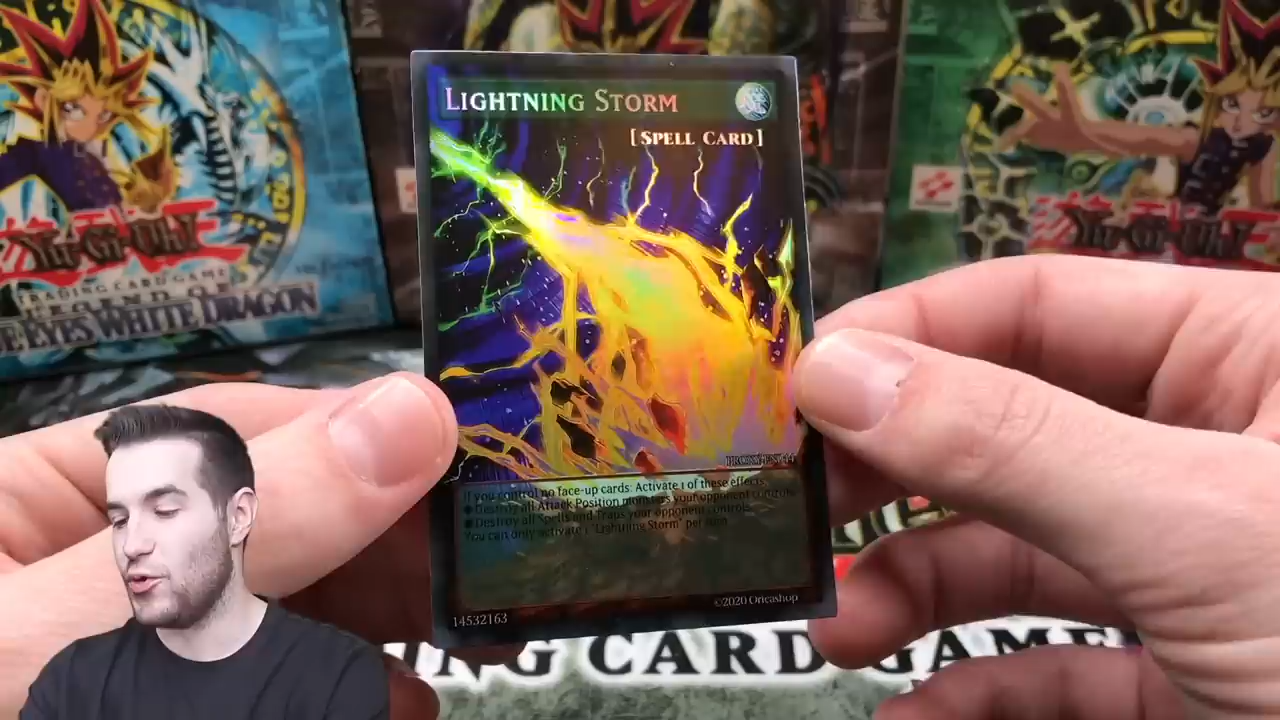 LIGHTNING STORM
[SPELL CARD]
If you control no face-up cards: Activate 1 of these effects.
●Destroy all Attack Position monsters your opponent controls.
●Destroy all Spells and Traps your opponent controls.
You can only activate 1 "Lightning Storm" per turn.
14532163
©2020 Oricashop
Yu-Gi-Oh!
TRADING CARD GAME
LEGEND OF
EYES WHITE DRAGON
Yu-Gi-Oh!
ING CARD GAME